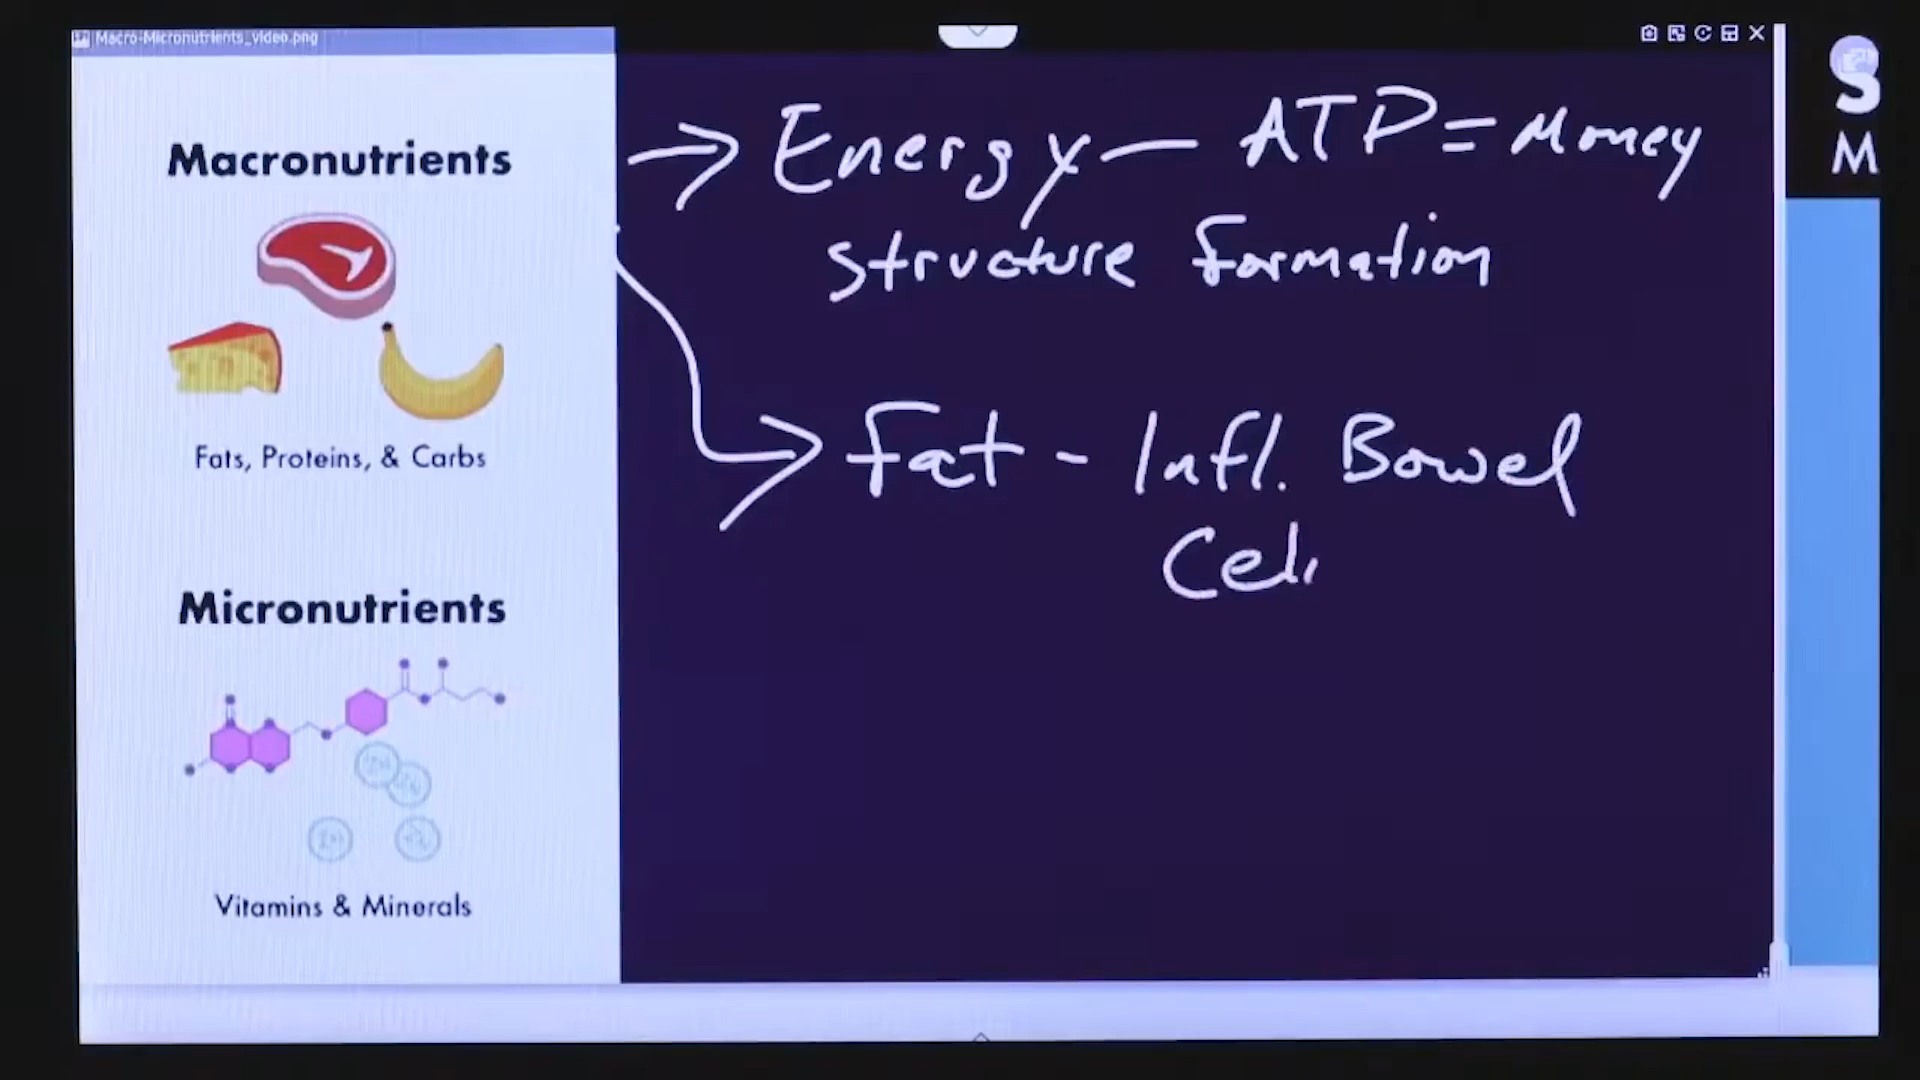 Macro-Micronutrients_video.png
S
M
Macronutrients
Energy — ATP = Money
Structure Formation
Fats, Proteins, & Carbs
Fat - Infl. Bowel
Celi
Micronutrients
Vitamins & Minerals